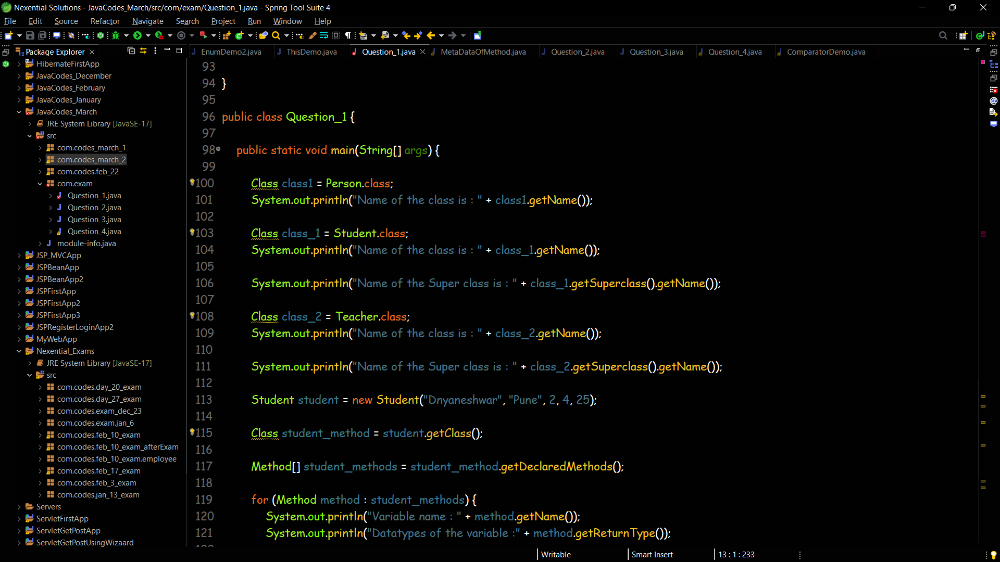 Nexential Solutions - JavaCodes_March/src/com/exam/Question_1.java - Spring Tool Suite 4
File Edit Source Refactor Navigate Search Project Run Window Help
Package Explorer
EnumDemo2.java ThisDemo.java Question_1.java MetaDataOfMethod.java Question_2.java Question_3.java Question_4.java ComparatorDemo.java
HibernateFirstApp
JavaCodes_December
JavaCodes_February
JavaCodes_January
JavaCodes_March
JRE System Library [JavaSE-17]
src
com.codes_march_1
com.codes_march_2
com.codes.feb_22
com.exam
Question_1.java
Question_2.java
Question_3.java
Question_4.java
module-info.java
JSP_MVCApp
JSPBeanApp
JSPBeanApp2
JSPFirstApp
JSPFirstApp2
JSPFirstApp3
JSPRegisterLoginApp2
MyWebApp
Nexential_Exams
JRE System Library [JavaSE-17]
src
com.codes.day_20_exam
com.codes.day_27_exam
com.codes.exam_dec_23
com.codes.exam.jan_6
com.codes.feb_10_exam
com.codes.feb_10_exam_afterExam
com.codes.feb_10_exam.employee
com.codes.feb_17_exam
com.codes.feb_3_exam
com.codes.jan_13_exam
Servers
ServletFirstApp
ServletGetPostApp
ServletGetPostUsingWizaard
93
94 }
95
96 public class Question_1 {
97
98 public static void main(String[] args) {
99
100 Class class1 = Person.class;
101 System.out.println("Name of the class is : " + class1.getName());
102
103 Class class_1 = Student.class;
104 System.out.println("Name of the class is : " + class_1.getName());
105
106 System.out.println("Name of the Super class is : " + class_1.getSuperclass().getName());
107
108 Class class_2 = Teacher.class;
109 System.out.println("Name of the class is : " + class_2.getName());
110
111 System.out.println("Name of the Super class is : " + class_2.getSuperclass().getName());
112
113 Student student = new Student("Dnyaneshwar", "Pune", 2, 4, 25);
114
115 Class student_method = student.getClass();
116
117 Method[] student_methods = student_method.getDeclaredMethods();
118
119 for (Method method : student_methods) {
120 System.out.println("Variable name : " + method.getName());
121 System.out.println("Datatypes of the variable :" + method.getReturnType());
Writable Smart Insert 13 : 1 : 233